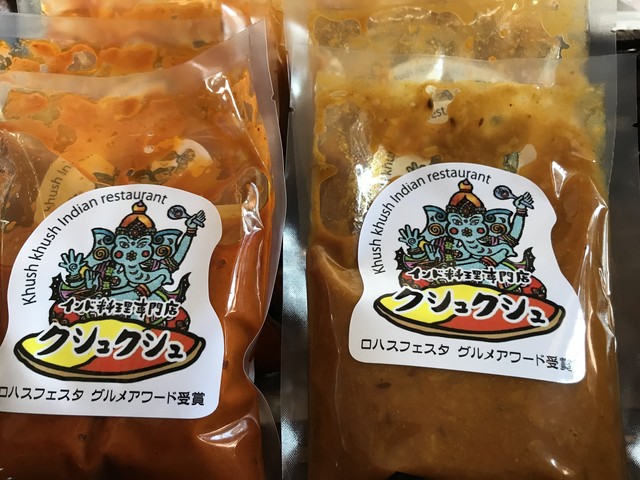 Khush khush Indian restaurant
インド料理専門店
クシュクシュ
ロハスフェスタ グルメアワード受賞
Khush khush Indian restaurant
インド料理専門店
クシュクシュ
ロハスフェスタ グルメアワード受賞